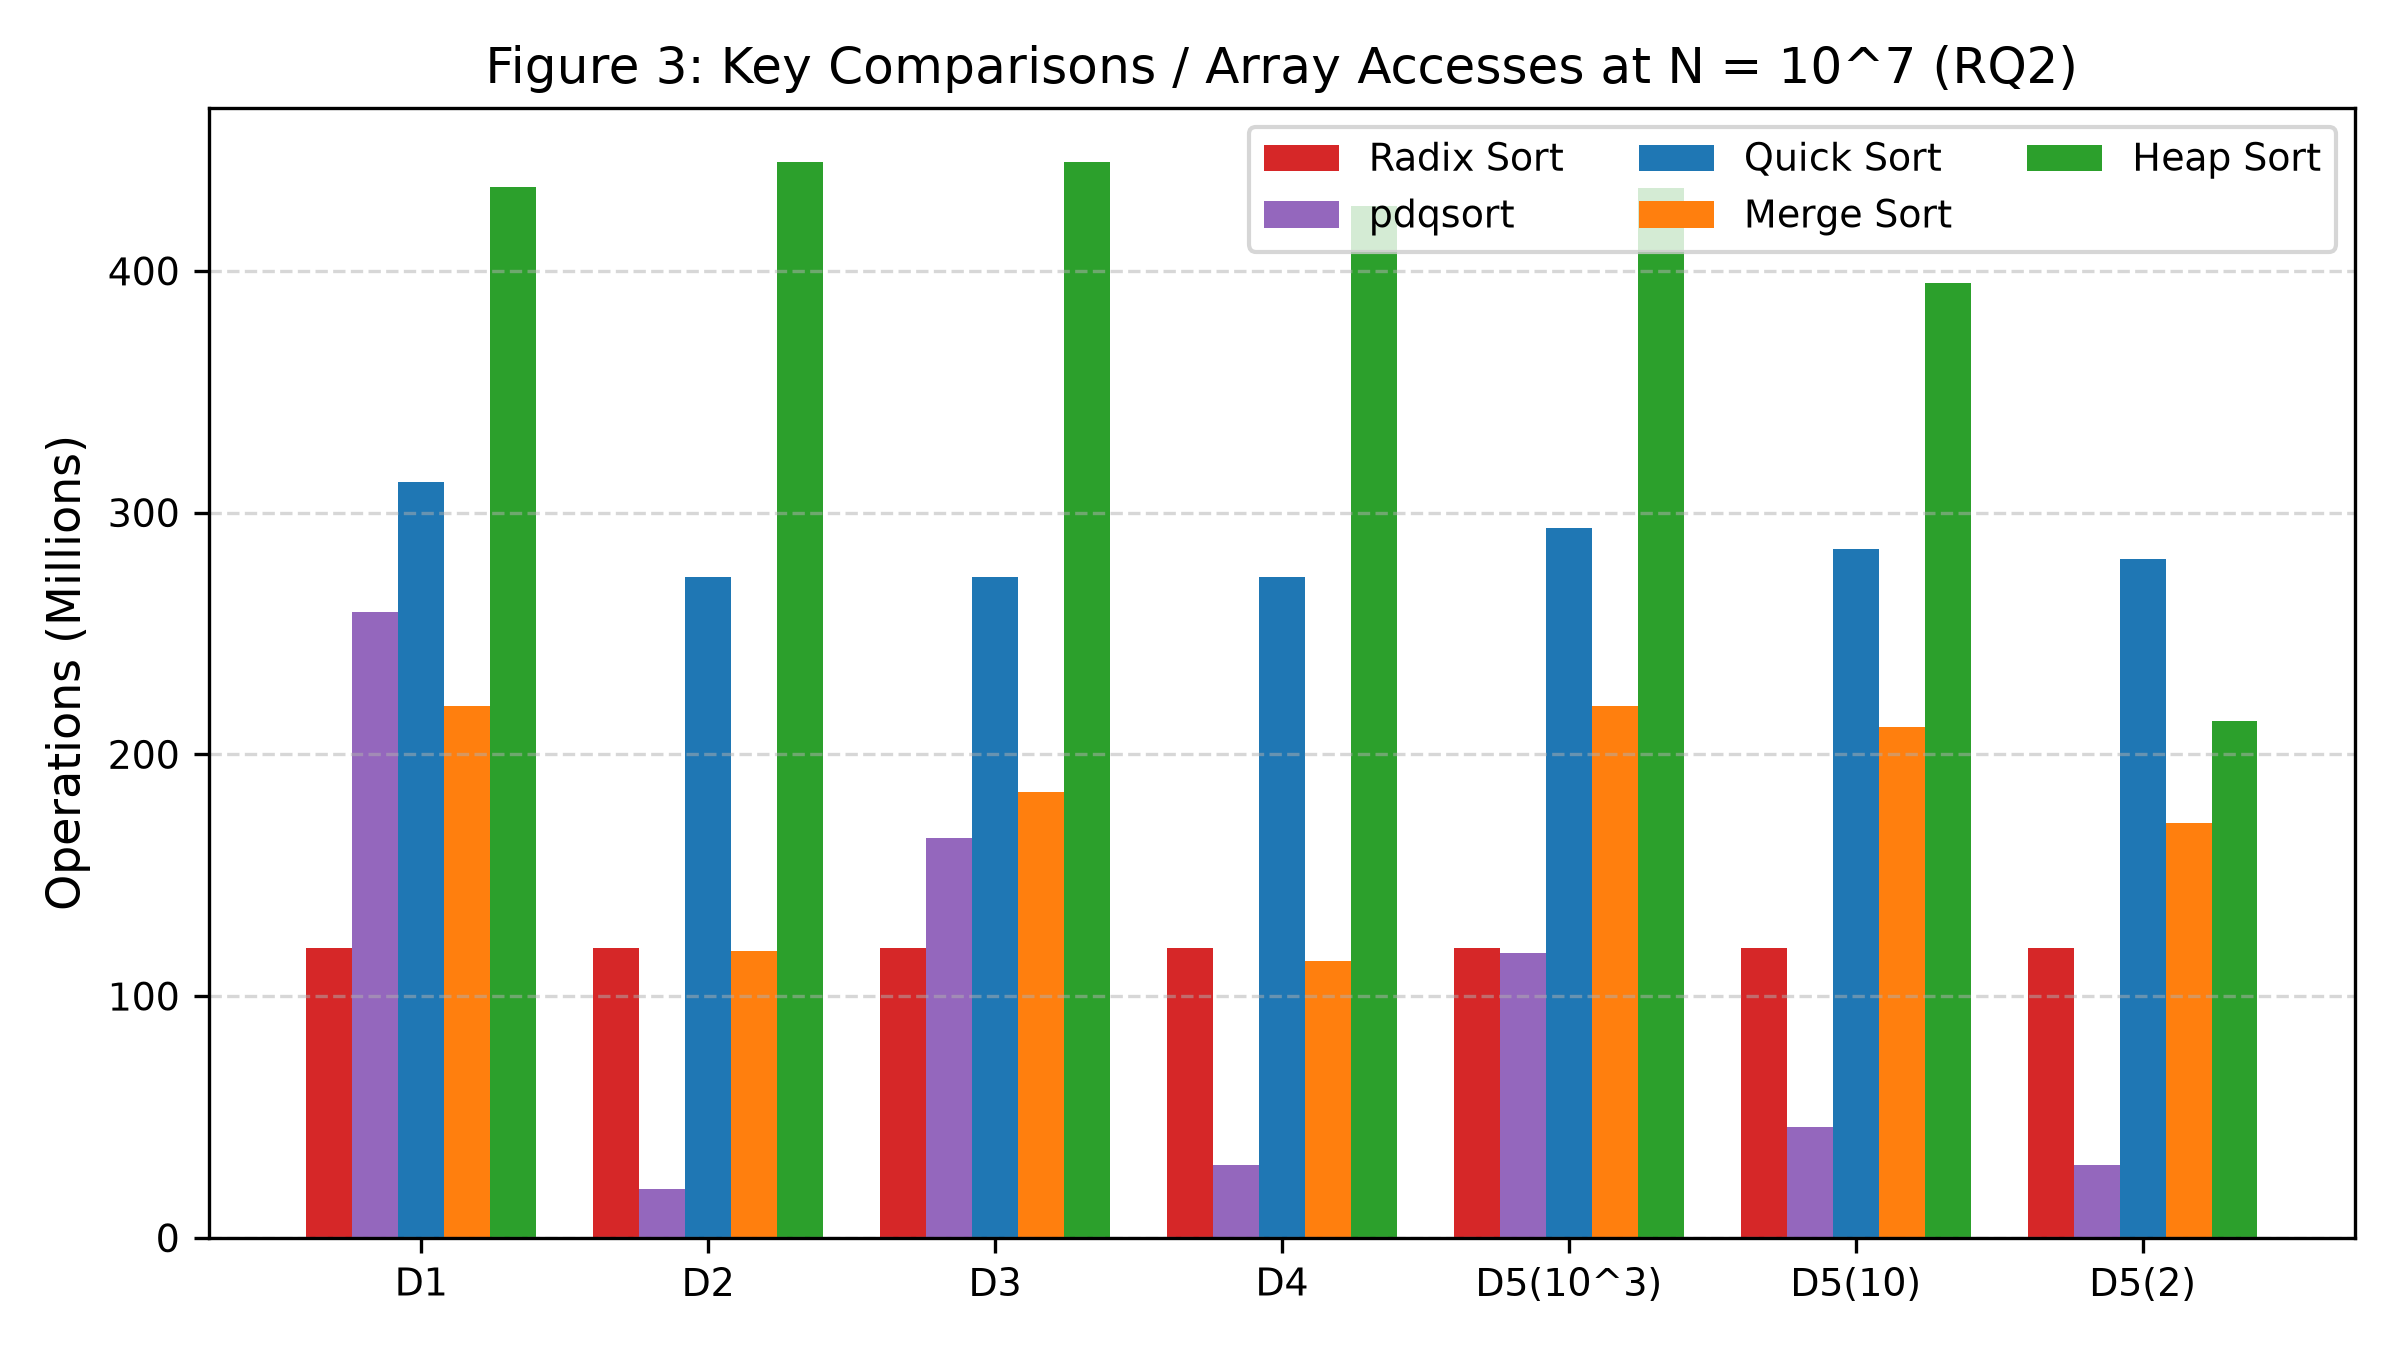 Figure 3: Key Comparisons / Array Accesses at N = 10^7 (RQ2)
Radix Sort
pdqsort
Quick Sort
Merge Sort
Heap Sort
Operations (Millions)
400
300
200
100
0
D1
D2
D3
D4
D5(10^3)
D5(10)
D5(2)